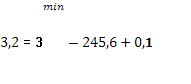 min
3,2 = 3 – 245,6 + 0,1